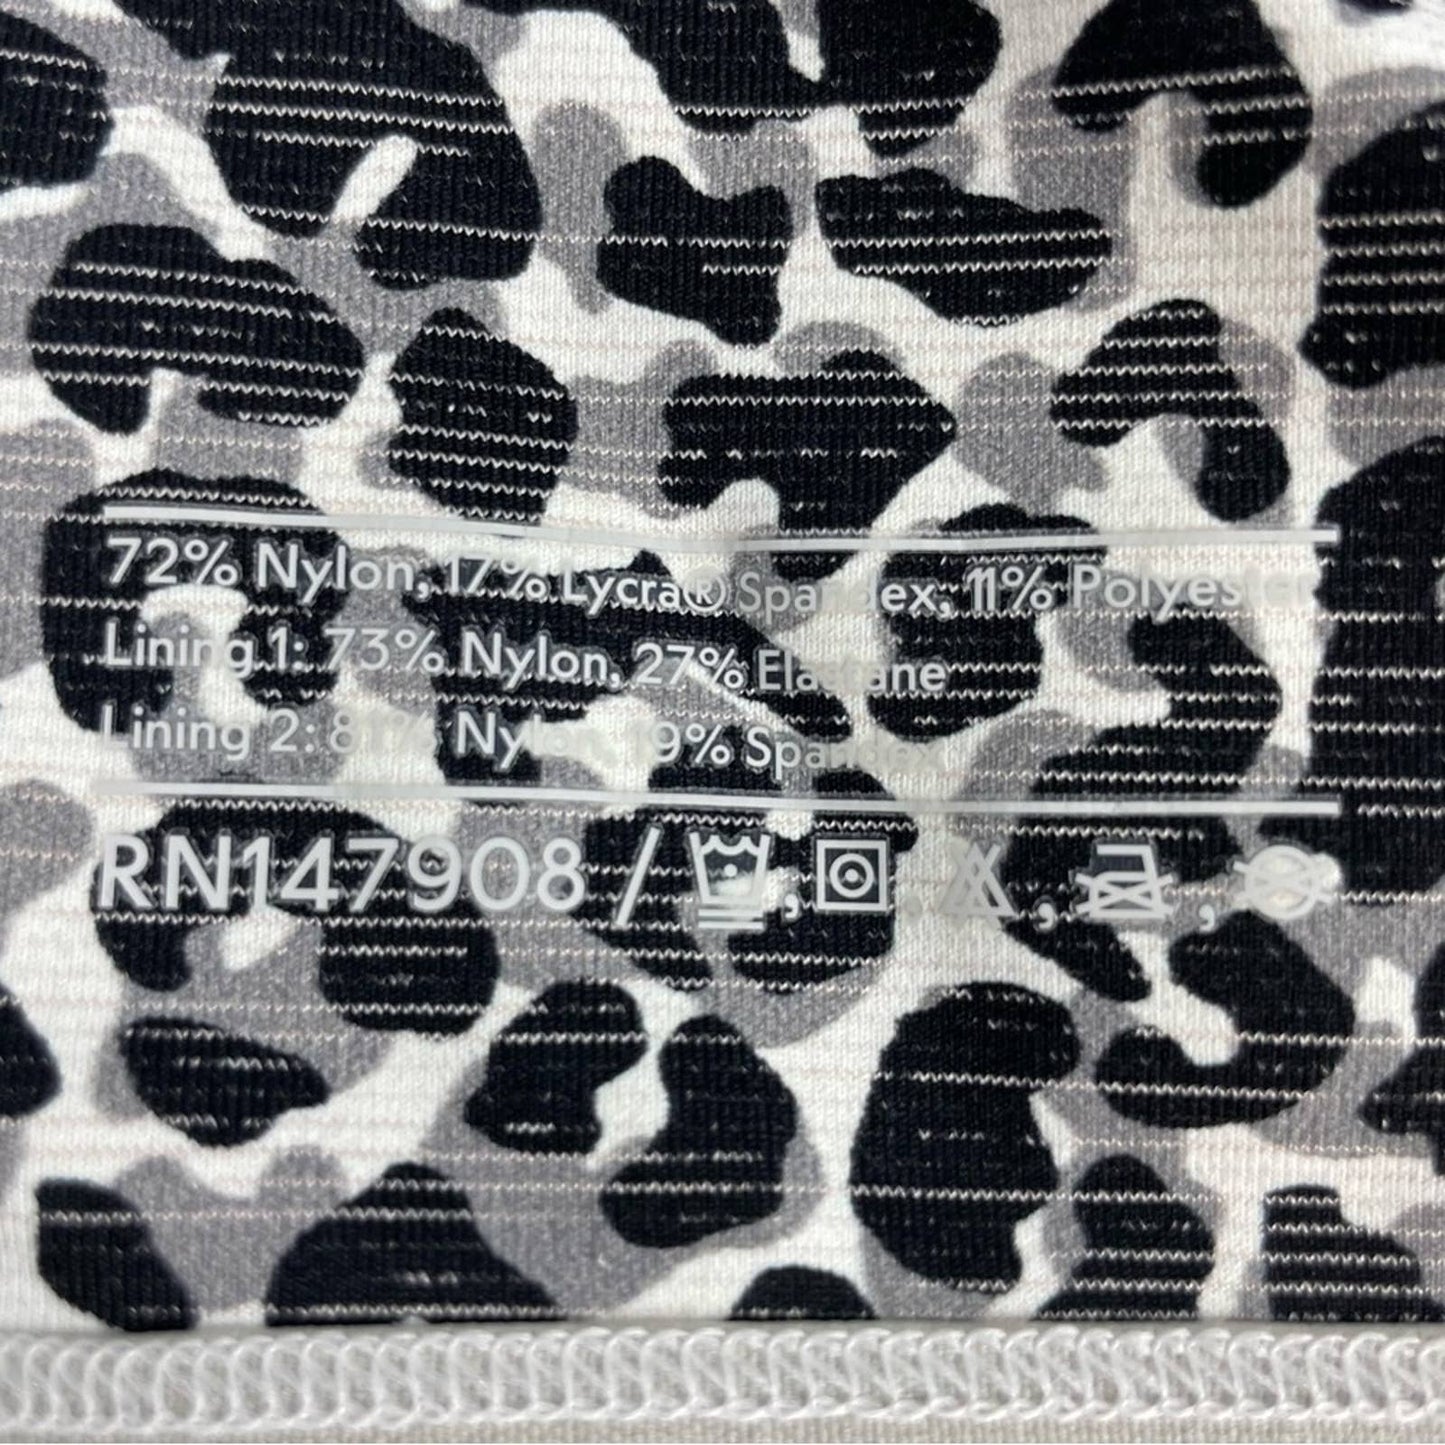 72% Nylon, 17% Lycra® Spandex, 11% Polyester
Lining 1: 73% Nylon, 27% Elastane
Lining 2: 81% Nylon, 19% Spandex
RN147908 /